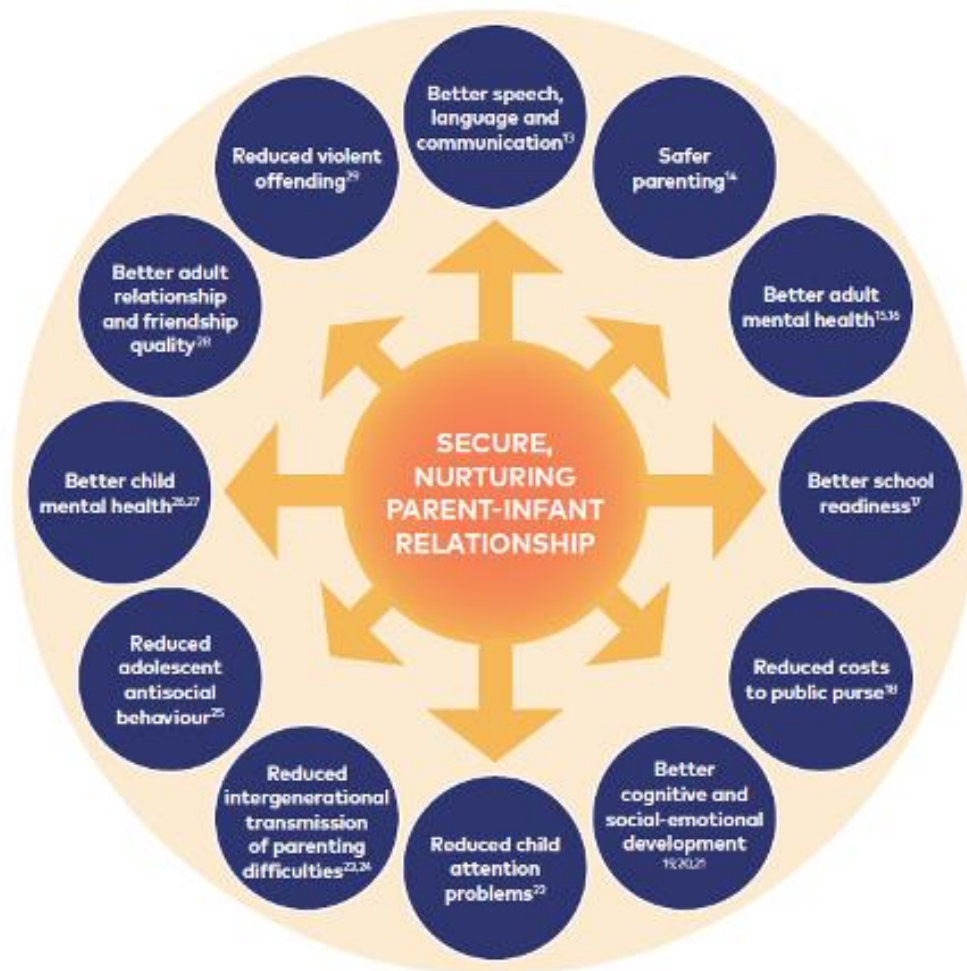 Better speech,
language and
communication¹³
Safer
parenting¹⁴
Better adult
mental health¹⁵,¹⁶
Better school
readiness¹⁷
Reduced costs
to public purse¹⁸
Better
cognitive and
social-emotional
development
¹⁹,²⁰,²¹
Reduced child
attention
problems²²
Reduced
intergenerational
transmission
of parenting
difficulties²³,²⁴
Reduced
adolescent
antisocial
behaviour²⁵
Better child
mental health²⁶,²⁷
Better adult
relationship
and friendship
quality²⁸
Reduced violent
offending²⁹
SECURE,
NURTURING
PARENT-INFANT
RELATIONSHIP